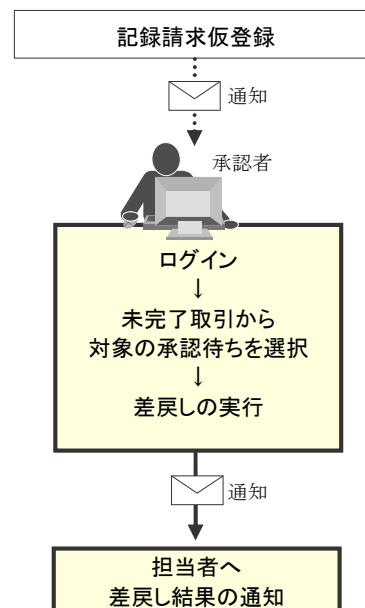 記録請求仮登録
通知
承認者
ログイン
↓
未完了取引から
対象の承認待ちを選択
↓
差戻しの実行
通知
担当者へ
差戻し結果の通知